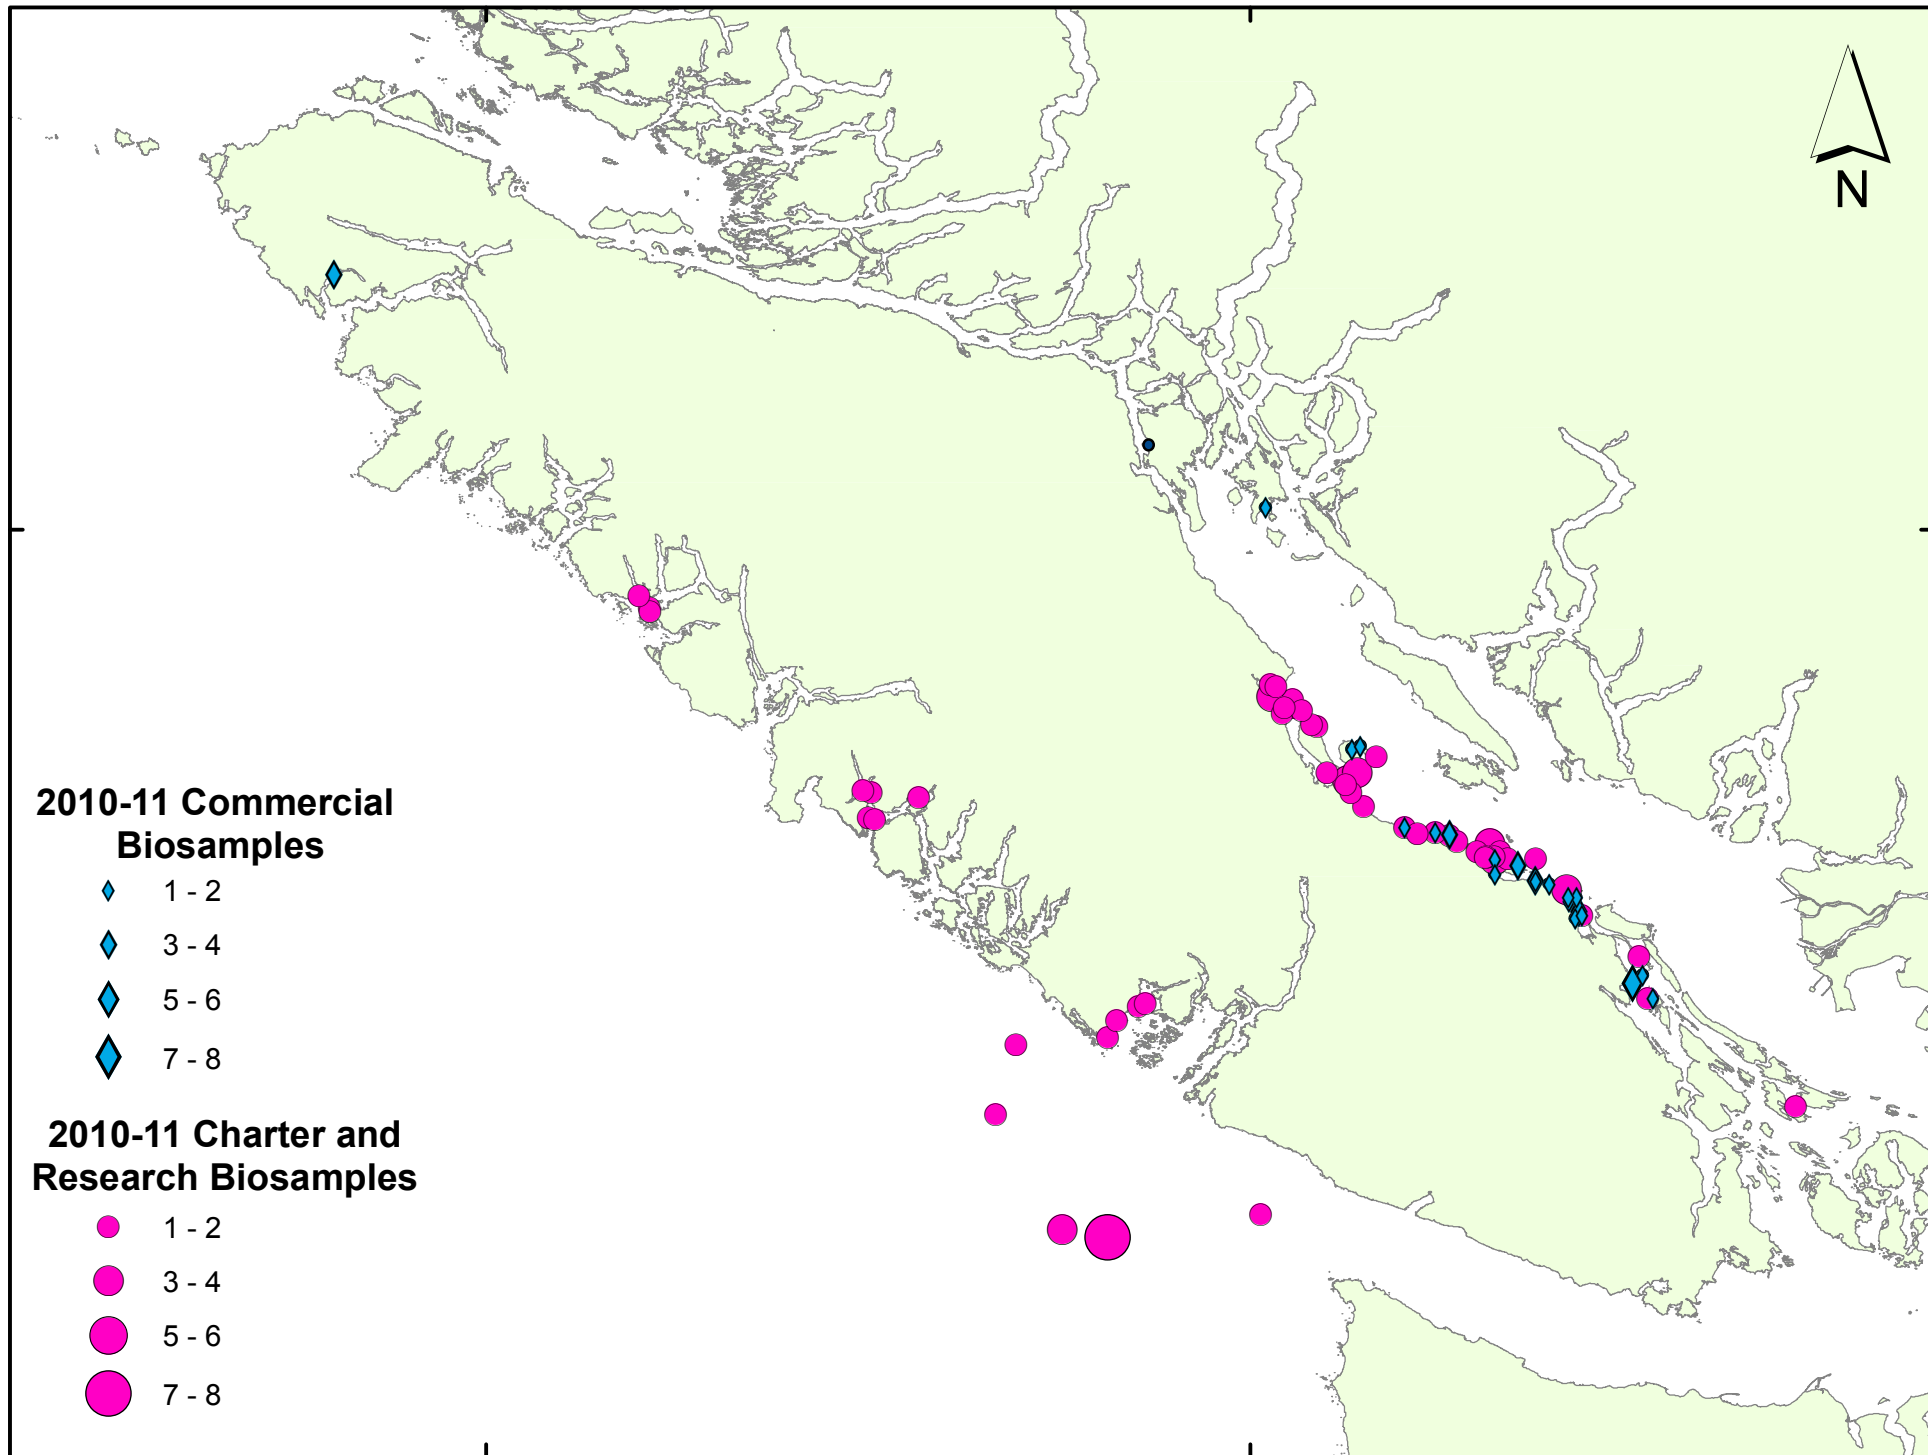 N
2010-11 Commercial
Biosamples
1 - 2
3 - 4
5 - 6
7 - 8
2010-11 Charter and
Research Biosamples
1 - 2
3 - 4
5 - 6
7 - 8